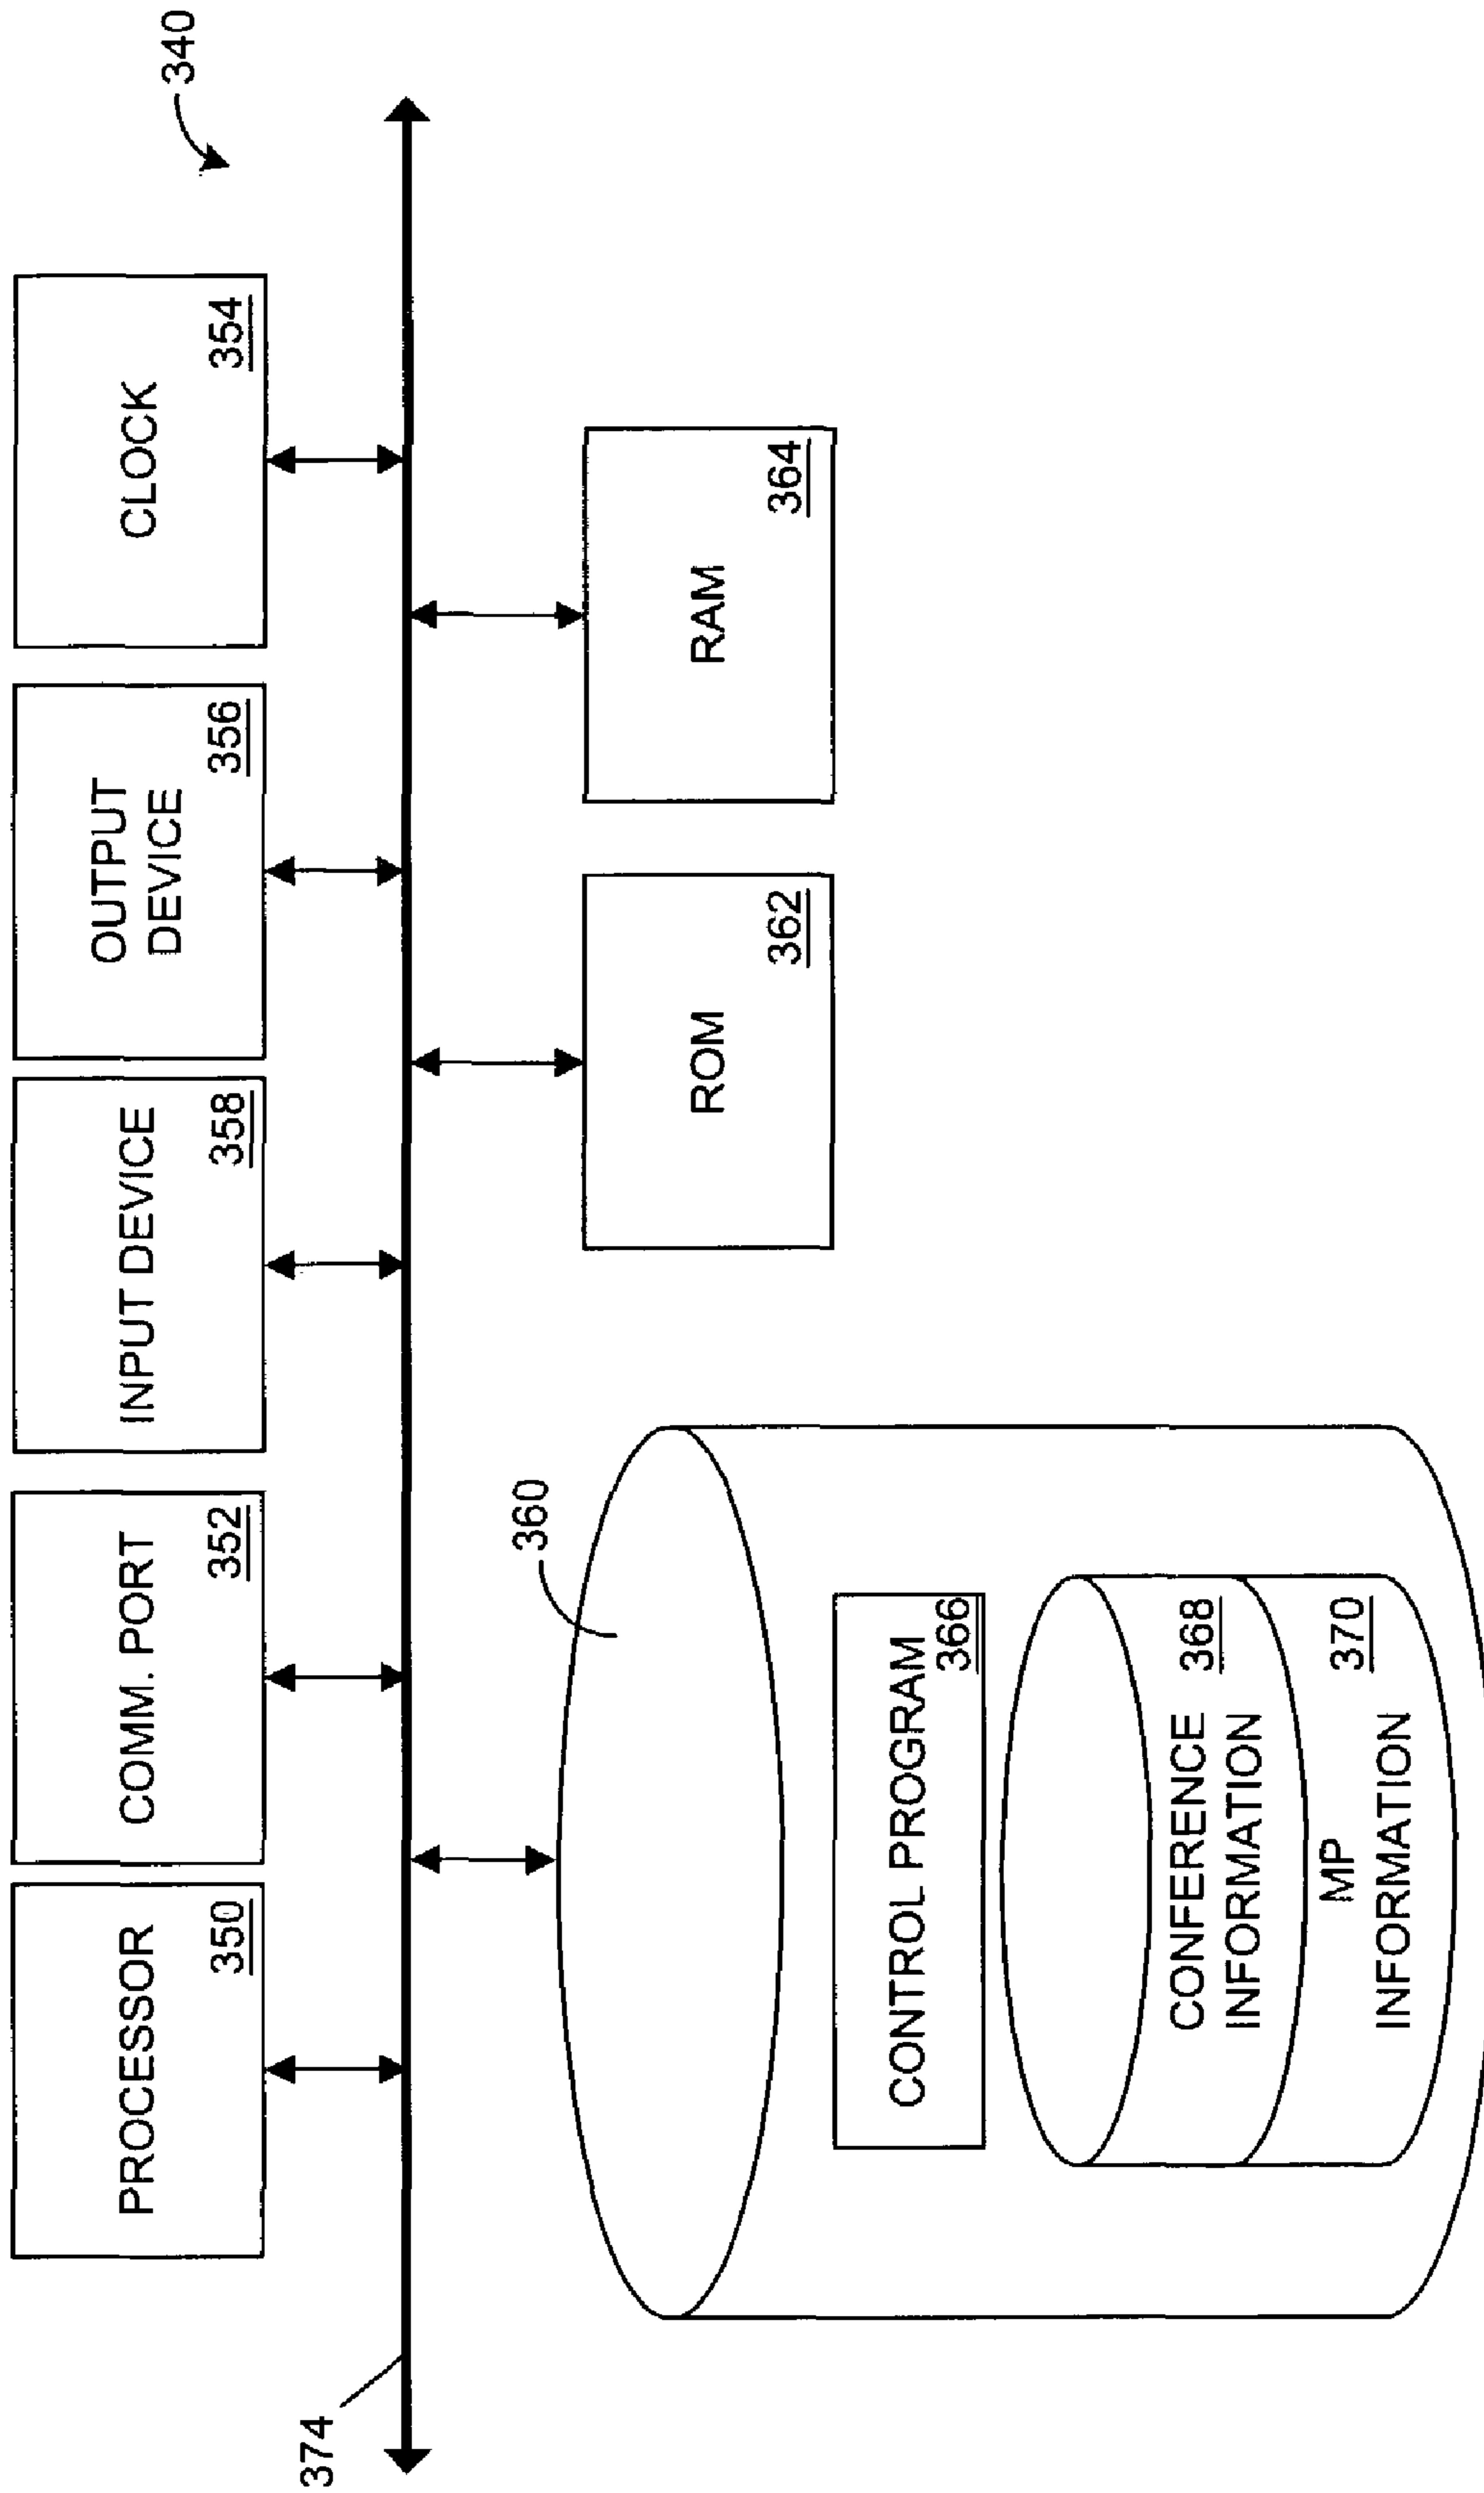 340
PROCESSOR
350
COMM. PORT
352
INPUT DEVICE
358
OUTPUT
DEVICE
356
CLOCK
354
374
360
ROM
362
RAM
364
CONTROL PROGRAM
366
CONFERENCE
INFORMATION
368
MP
INFORMATION
370